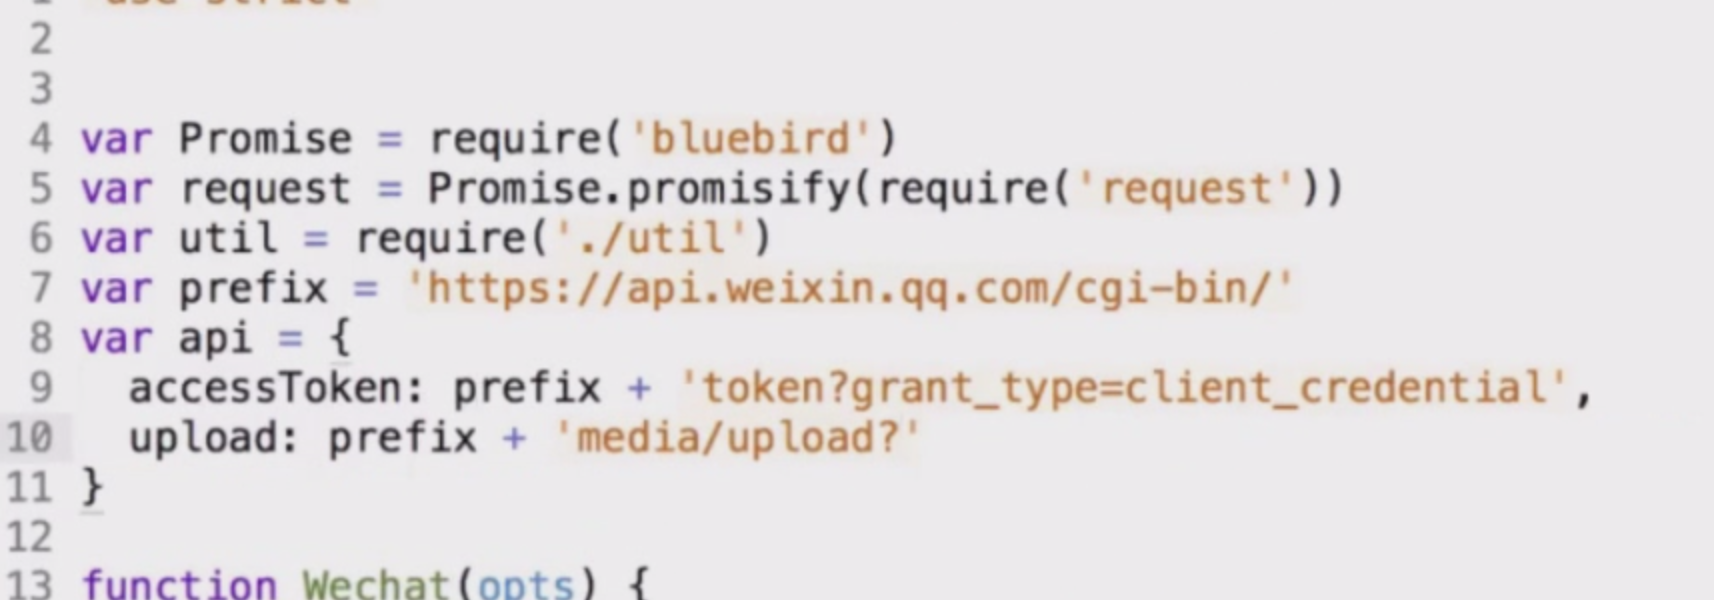 1 'use strict'
2
3
4 var Promise = require('bluebird')
5 var request = Promise.promisify(require('request'))
6 var util = require('./util')
7 var prefix = 'https://api.weixin.qq.com/cgi-bin/'
8 var api = {
9   accessToken: prefix + 'token?grant_type=client_credential',
10   upload: prefix + 'media/upload?'
11 }
12
13 function Wechat(opts) {